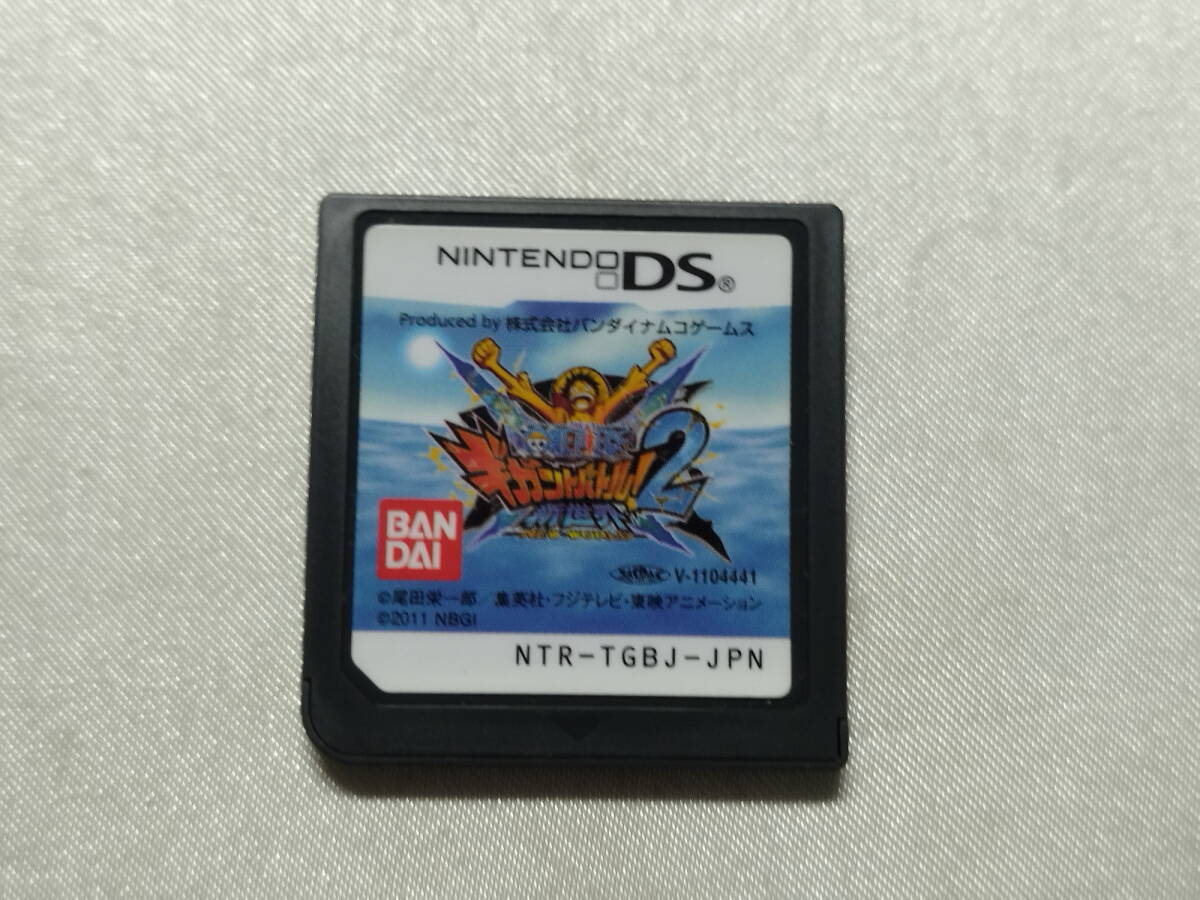 NINTENDO DS®
Produced by 株式会社バンダイナムコゲームス
ONE PIECE
ギガントバトル!2
新世界
BAN
DAI
V-1104441
©尾田栄一郎／集英社・フジテレビ・東映アニメーション
©2011 NBGI
NTR-TGBJ-JPN